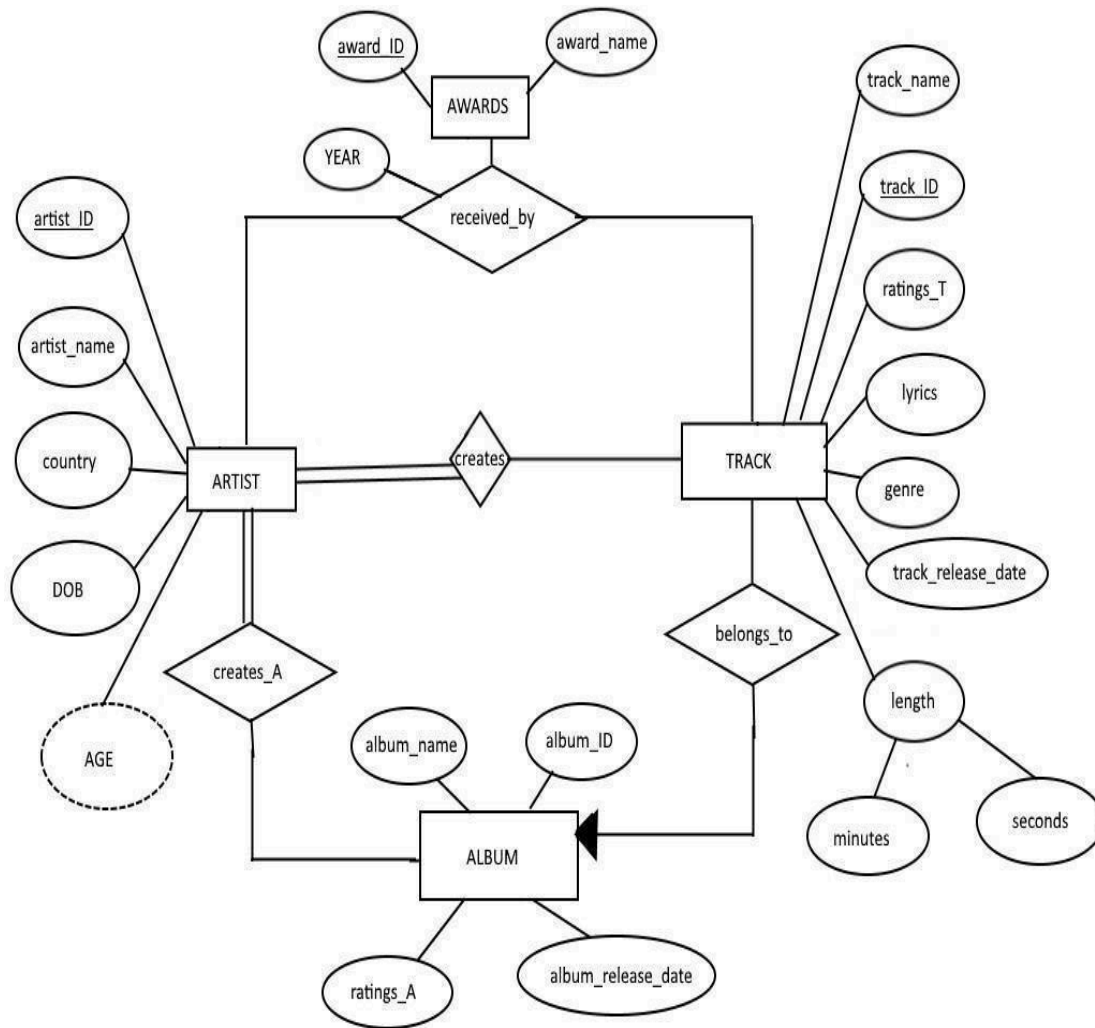 award_ID
award_name
AWARDS
track_name
YEAR
track_ID
artist_ID
received_by
ratings_T
artist_name
lyrics
country
ARTIST
creates
TRACK
genre
DOB
track_release_date
belongs_to
creates_A
length
album_name
album_ID
AGE
minutes
seconds
ALBUM
ratings_A
album_release_date